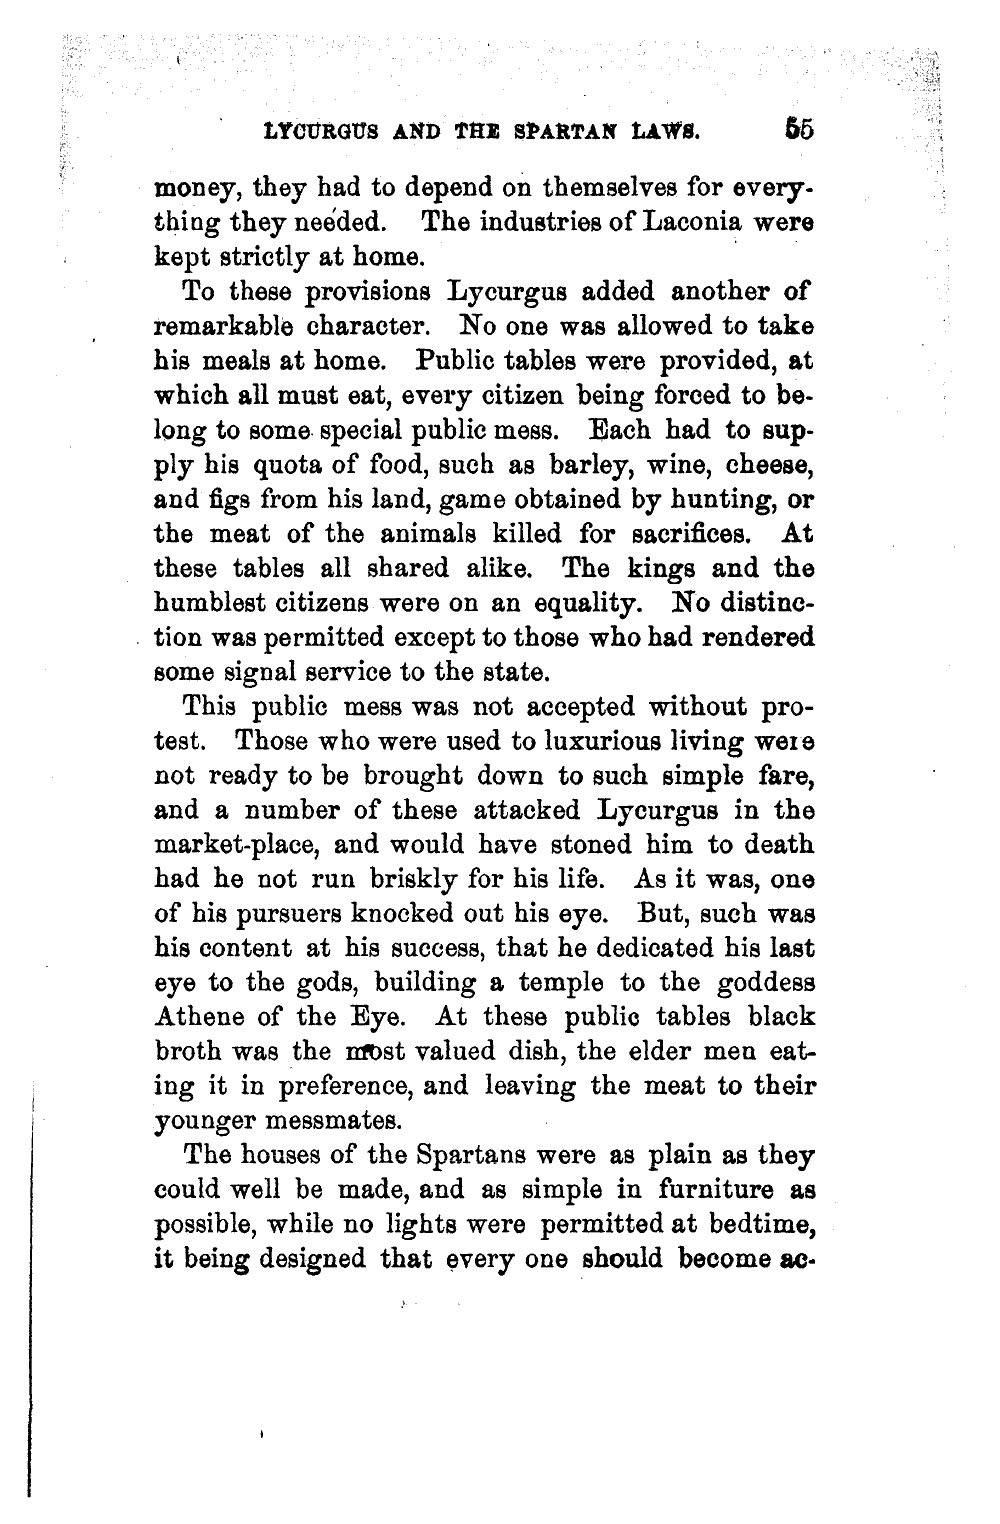 LYCURGUS AND THE SPARTAN LAWS. 55
money, they had to depend on themselves for every-
thing they needed. The industries of Laconia were
kept strictly at home.
To these provisions Lycurgus added another of
remarkable character. No one was allowed to take
his meals at home. Public tables were provided, at
which all must eat, every citizen being forced to be-
long to some special public mess. Each had to sup-
ply his quota of food, such as barley, wine, cheese,
and figs from his land, game obtained by hunting, or
the meat of the animals killed for sacrifices. At
these tables all shared alike. The kings and the
humblest citizens were on an equality. No distinc-
tion was permitted except to those who had rendered
some signal service to the state.
This public mess was not accepted without pro-
test. Those who were used to luxurious living were
not ready to be brought down to such simple fare,
and a number of these attacked Lycurgus in the
market-place, and would have stoned him to death
had he not run briskly for his life. As it was, one
of his pursuers knocked out his eye. But, such was
his content at his success, that he dedicated his last
eye to the gods, building a temple to the goddess
Athene of the Eye. At these public tables black
broth was the most valued dish, the elder men eat-
ing it in preference, and leaving the meat to their
younger messmates.
The houses of the Spartans were as plain as they
could well be made, and as simple in furniture as
possible, while no lights were permitted at bedtime,
it being designed that every one should become ac-